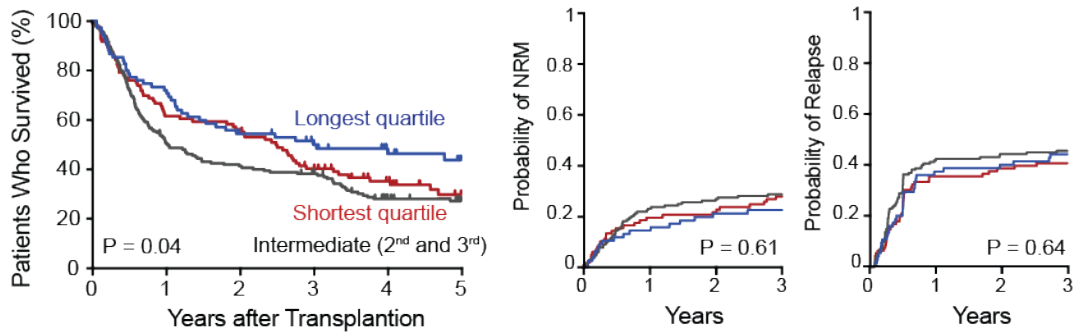 Patients Who Survived (%)
100
80
60
40
20
0
Longest quartile
Shortest quartile
P = 0.04
Intermediate (2nd and 3rd)
0 1 2 3 4 5
Years after Transplantion
Probability of NRM
1
0.8
0.6
0.4
0.2
0
P = 0.61
0 1 2 3
Years
Probability of Relapse
1
0.8
0.6
0.4
0.2
0
P = 0.64
0 1 2 3
Years